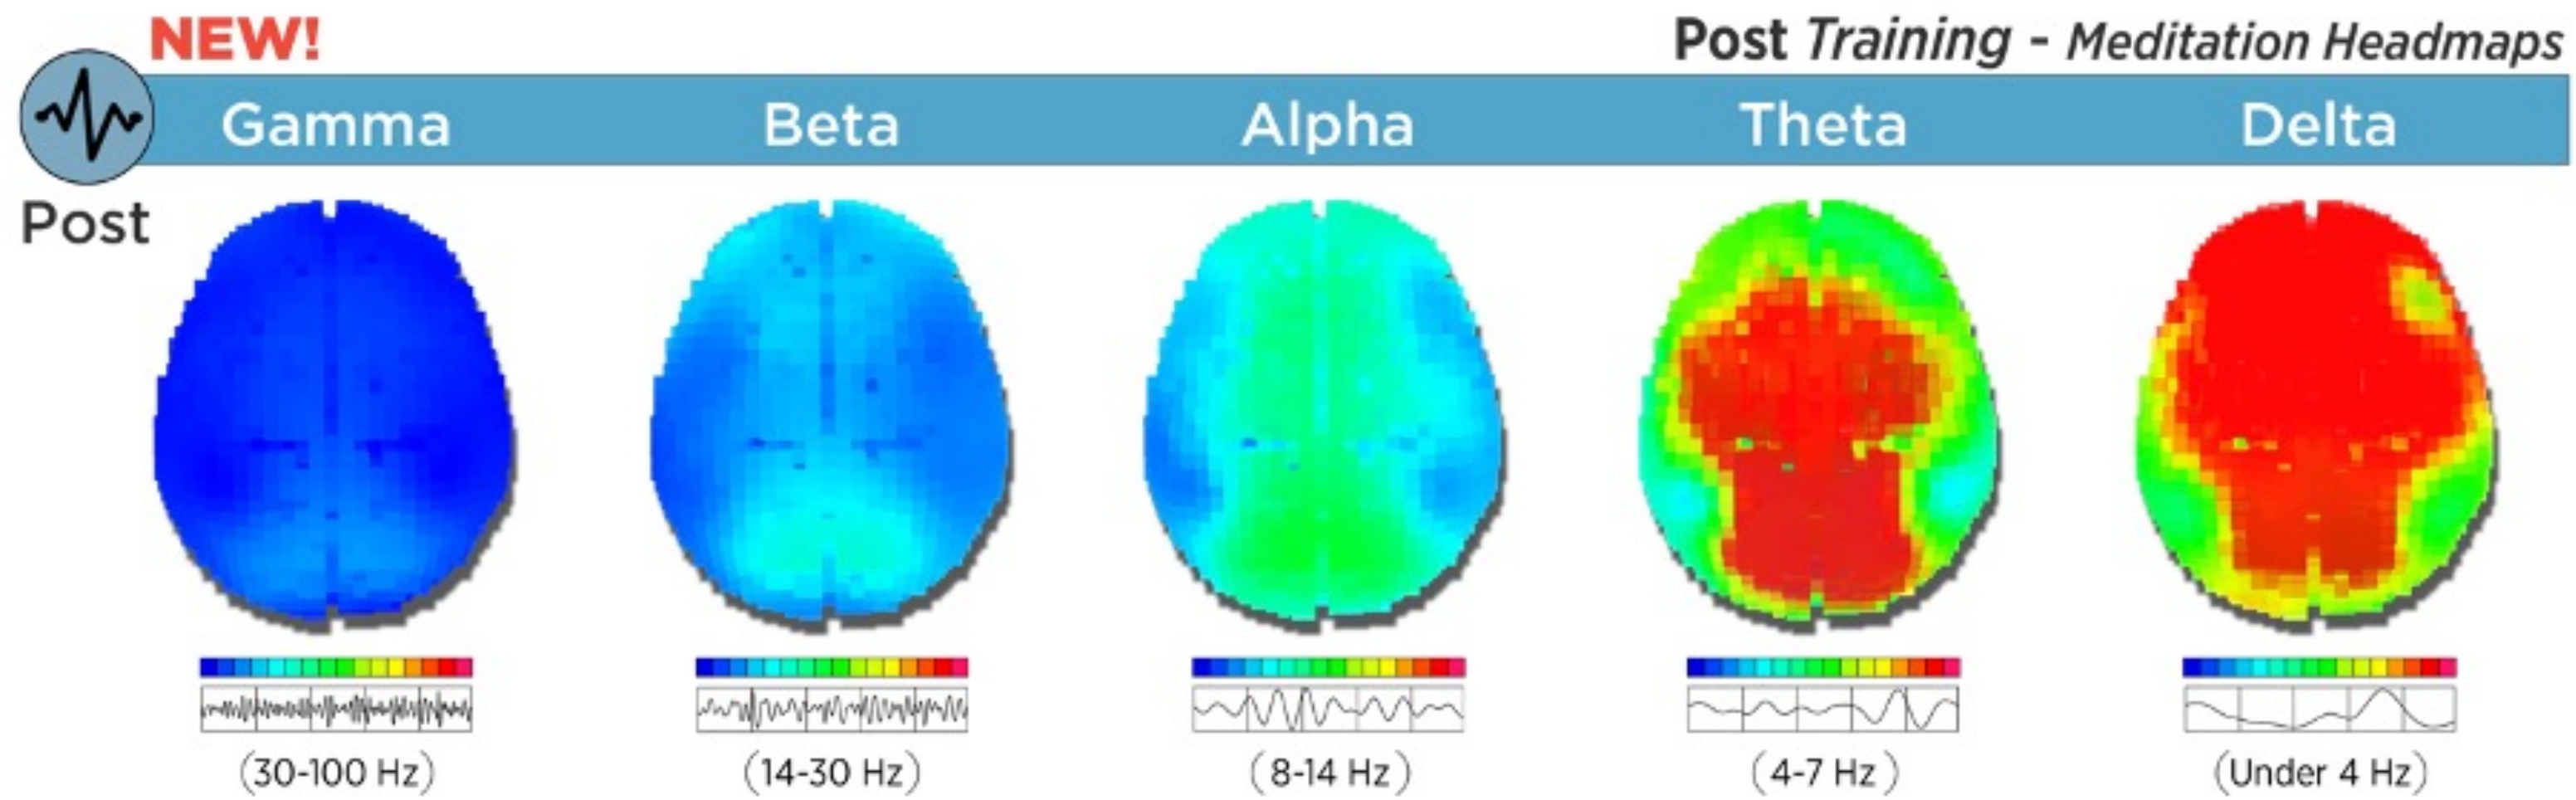 NEW!
Post Training - Meditation Headmaps
Gamma Beta Alpha Theta Delta
Post
(30-100 Hz) (14-30 Hz) (8-14 Hz) (4-7 Hz) (Under 4 Hz)